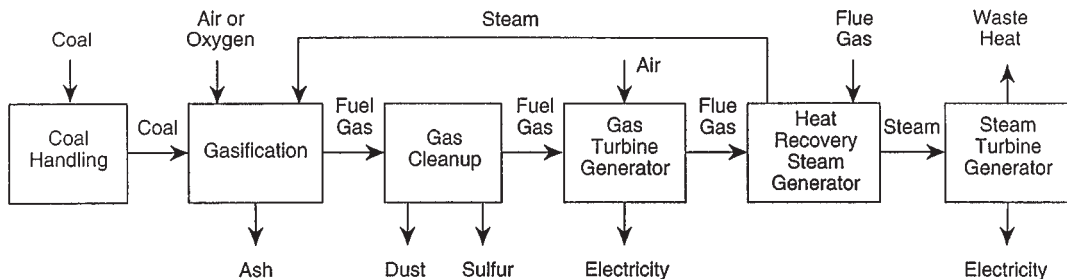 Coal
Air or
Oxygen
Steam
Air
Flue
Gas
Waste
Heat
Coal
Handling
Coal
Gasification
Fuel
Gas
Gas
Cleanup
Fuel
Gas
Gas
Turbine
Generator
Flue
Gas
Heat
Recovery
Steam
Generator
Steam
Steam
Turbine
Generator
Ash
Dust
Sulfur
Electricity
Electricity